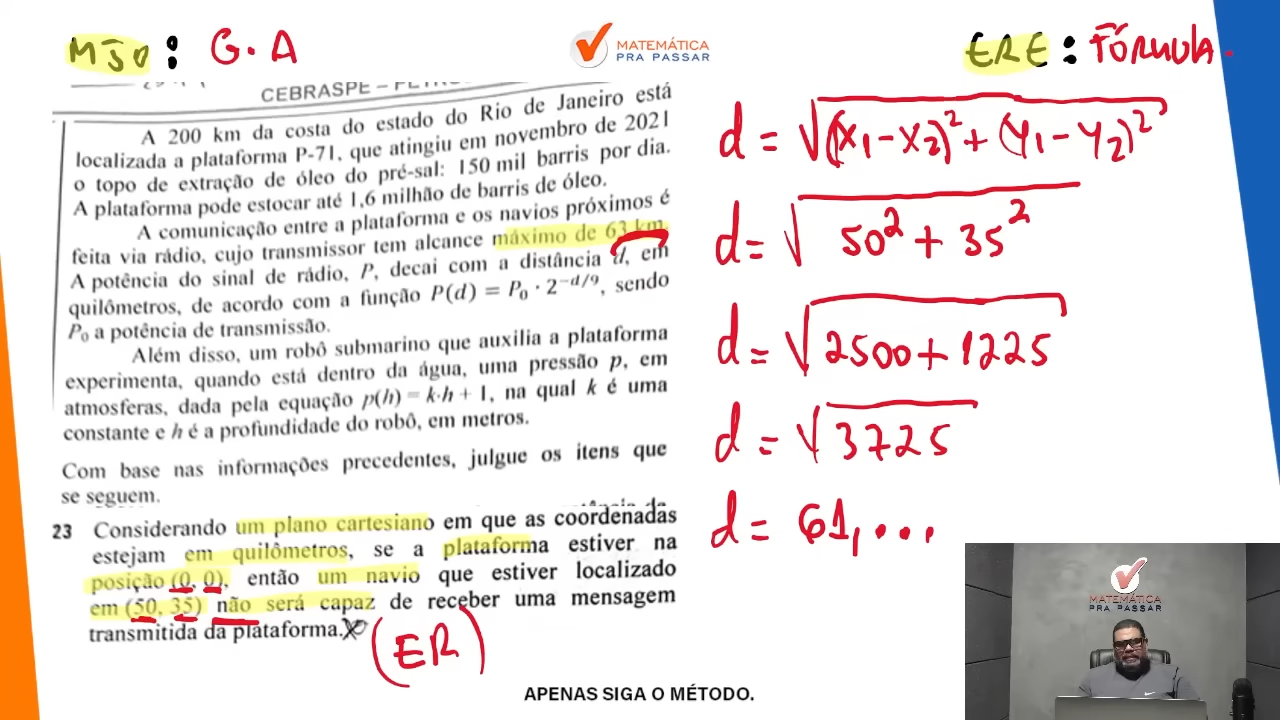 MJO : G.A
MATEMÁTICA
PRA PASSAR
ERE : FÓRMULA.
A 200 km da costa do estado do Rio de Janeiro está
localizada a plataforma P-71, que atingiu em novembro de 2021
o topo de extração de óleo do pré-sal: 150 mil barris por dia.
A plataforma pode estocar até 1,6 milhão de barris de óleo.
A comunicação entre a plataforma e os navios próximos é
feita via rádio, cujo transmissor tem alcance máximo de 63 km.
A potência do sinal de rádio, P, decai com a distância d, em
quilômetros, de acordo com a função P(d) = P₀ · 2^(-d/9), sendo
P₀ a potência de transmissão.
Além disso, um robô submarino que auxilia a plataforma
experimenta, quando está dentro da água, uma pressão p, em
atmosferas, dada pela equação p(h) = k·h + 1, na qual k é uma
constante e h é a profundidade do robô, em metros.
Com base nas informações precedentes, julgue os itens que
se seguem.
23 Considerando um plano cartesiano em que as coordenadas
estejam em quilômetros, se a plataforma estiver na
posição (0, 0), então um navio que estiver localizado
em (50, 35) não será capaz de receber uma mensagem
transmitida da plataforma.
(ER)
d = √(x₁-x₂)² + (y₁-y₂)²
d = √50² + 35²
d = √2500+1225
d = √3725
d = 61,...
MATEMÁTICA
PRA PASSAR
APENAS SIGA O MÉTODO.